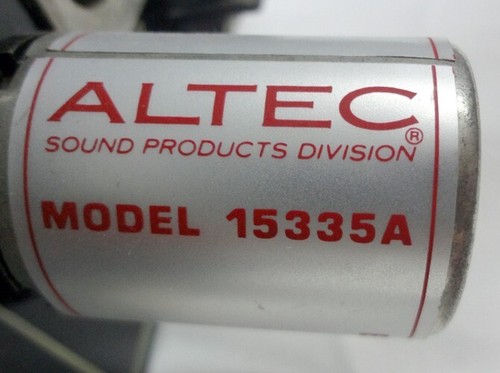 ALTEC®
SOUND PRODUCTS DIVISION
MODEL 15335A